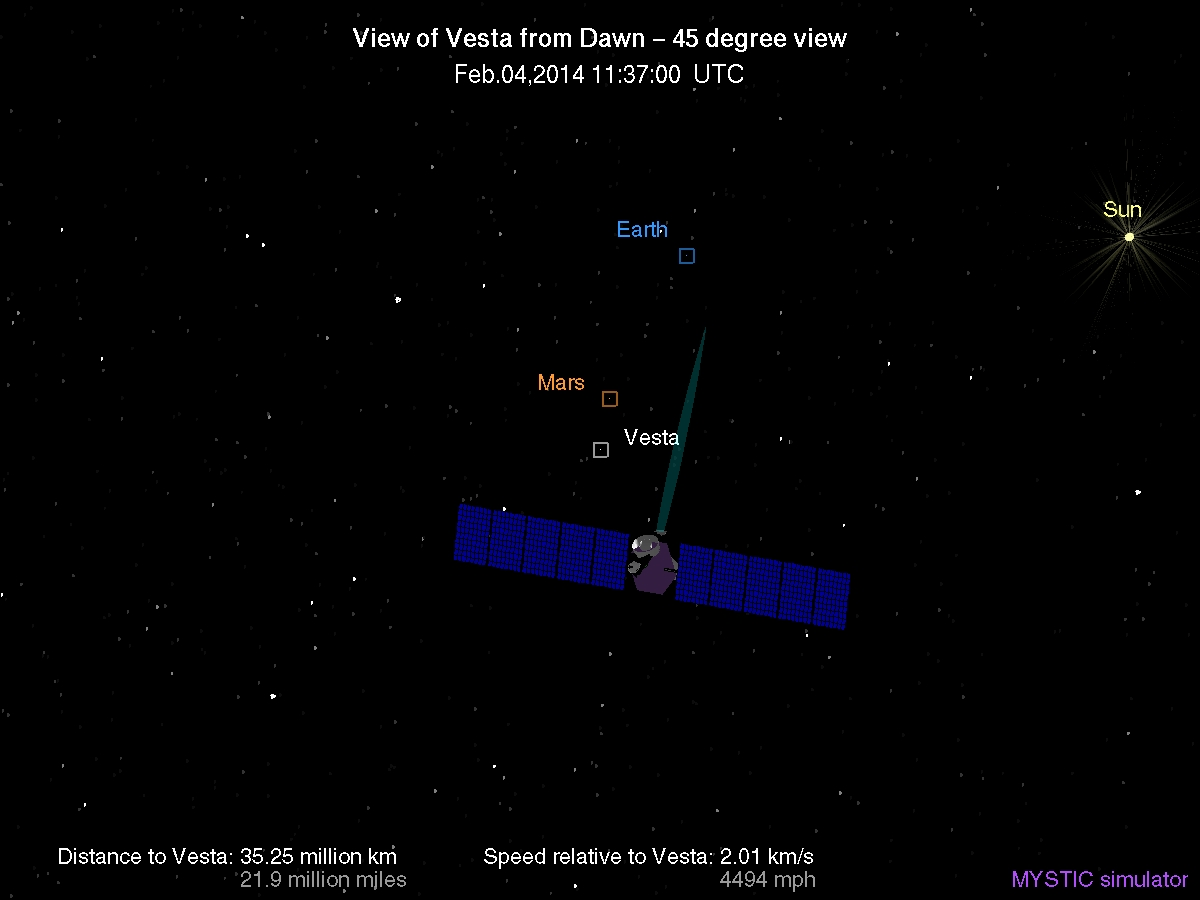 View of Vesta from Dawn – 45 degree view
Feb.04,2014 11:37:00 UTC
Sun
Earth
Mars
Vesta
Distance to Vesta: 35.25 million km
21.9 million miles
Speed relative to Vesta: 2.01 km/s
4494 mph
MYSTIC simulator